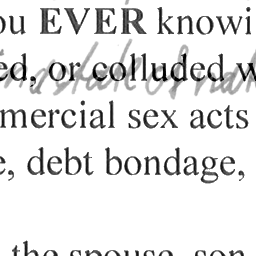 ou EVER knowi
ed, or colluded w
mercial sex acts
e, debt bondage,
the spouse, son